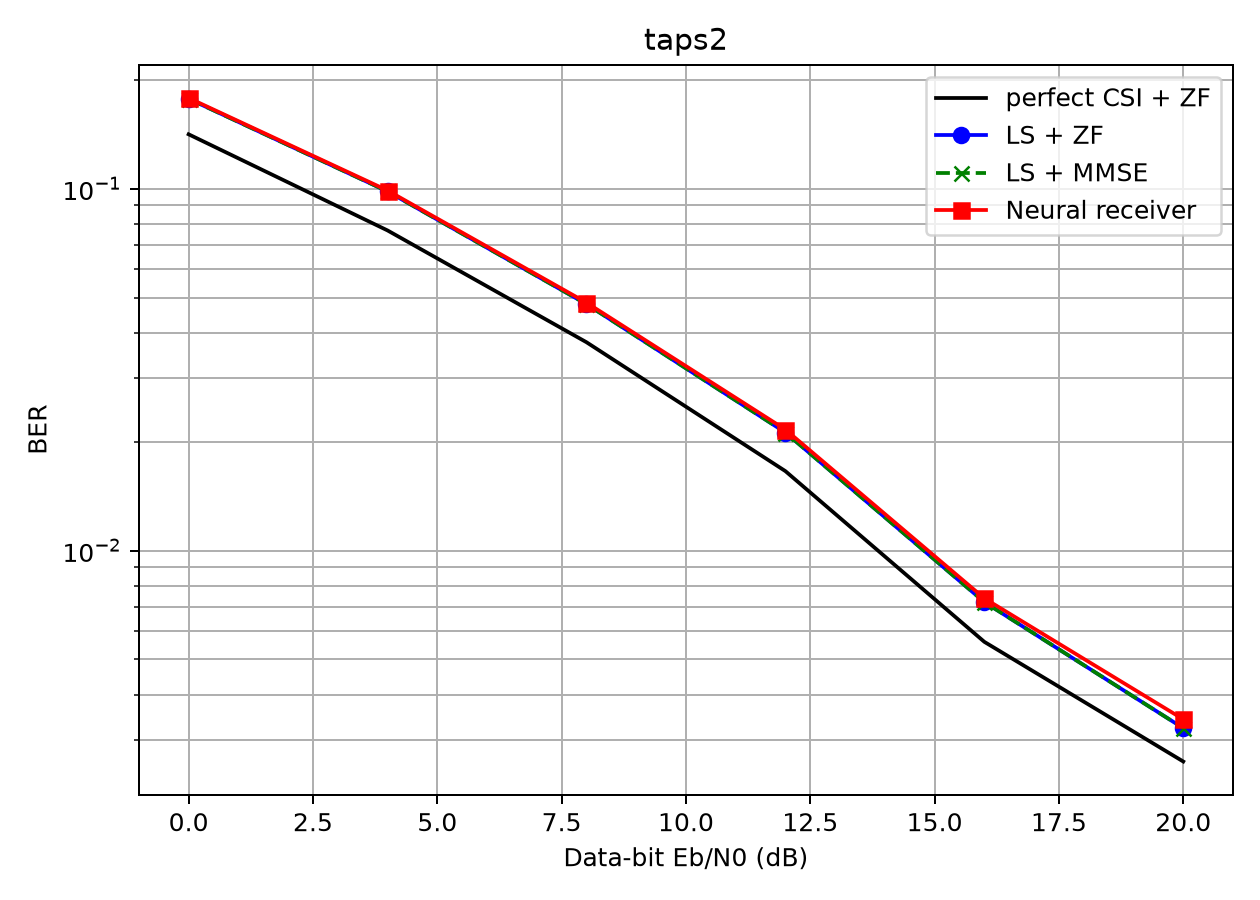 taps2
perfect CSI + ZF
LS + ZF
LS + MMSE
Neural receiver
BER
10⁻¹
10⁻²
0.0 2.5 5.0 7.5 10.0 12.5 15.0 17.5 20.0
Data-bit Eb/N0 (dB)